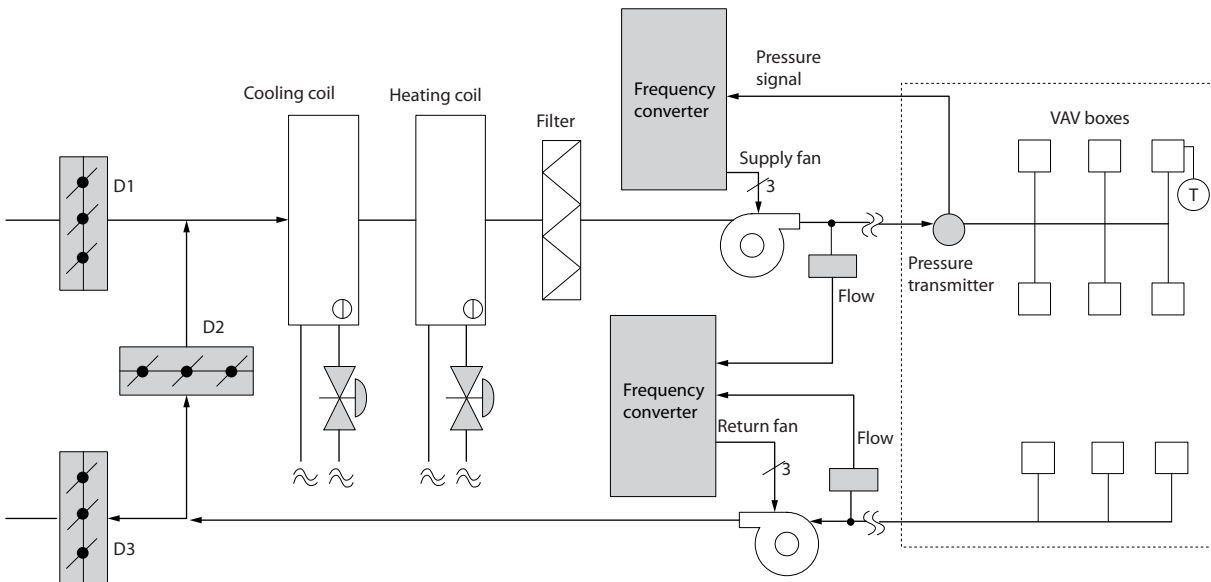 Cooling coil
Heating coil
Filter
Frequency
converter
Pressure
signal
VAV boxes
Supply fan
3
D1
T
Pressure
transmitter
Flow
D2
Frequency
converter
Return fan
3
Flow
D3